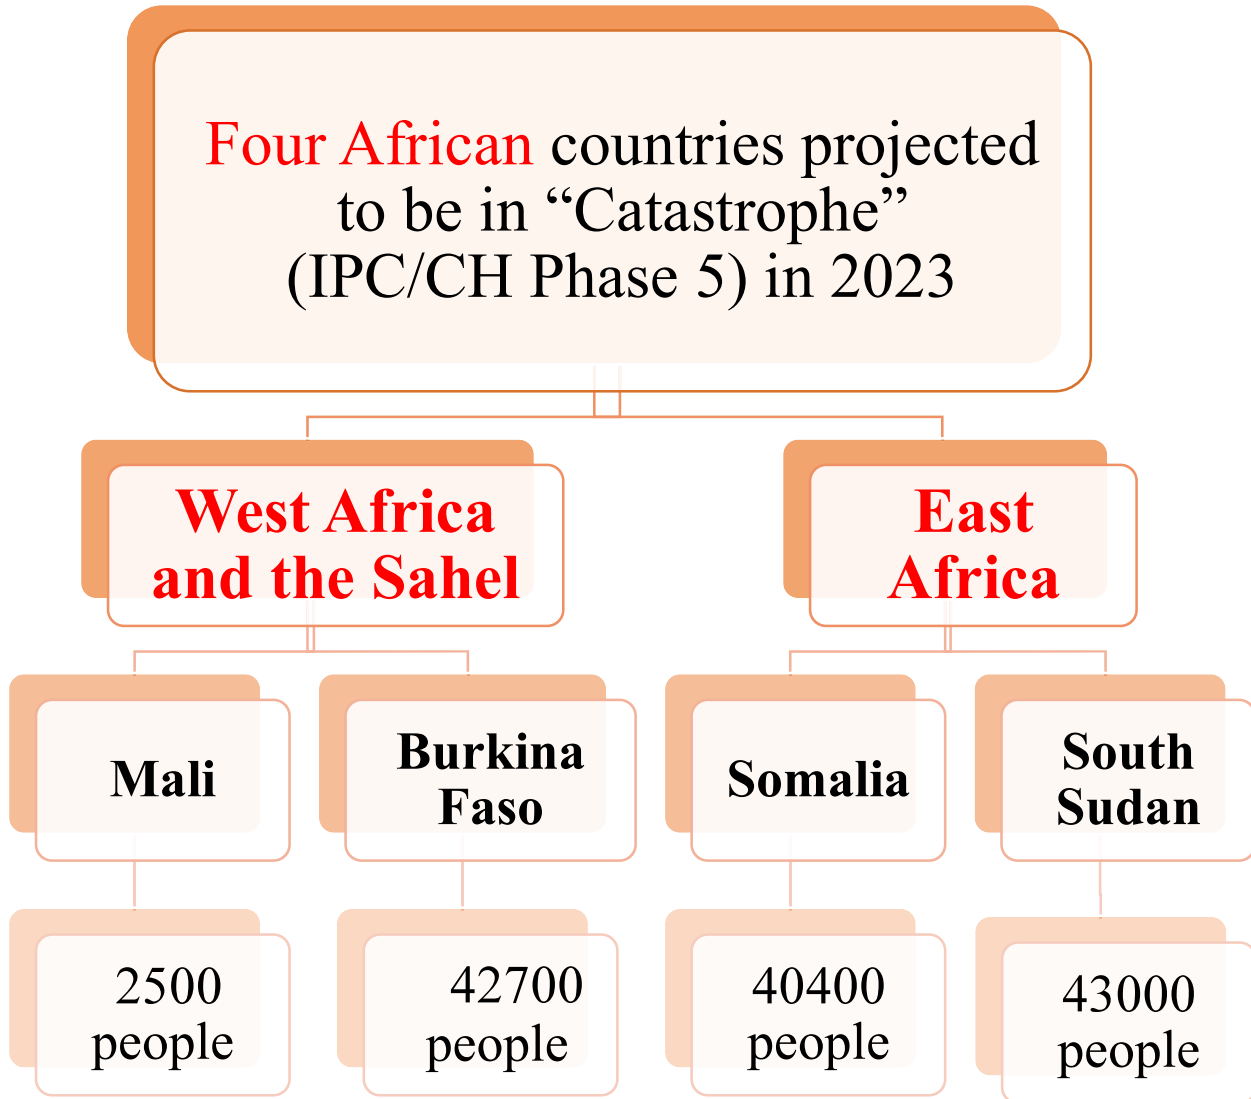 Four African countries projected
to be in “Catastrophe”
(IPC/CH Phase 5) in 2023
West Africa
and the Sahel
East
Africa
Mali
Burkina
Faso
Somalia
South
Sudan
2500
people
42700
people
40400
people
43000
people